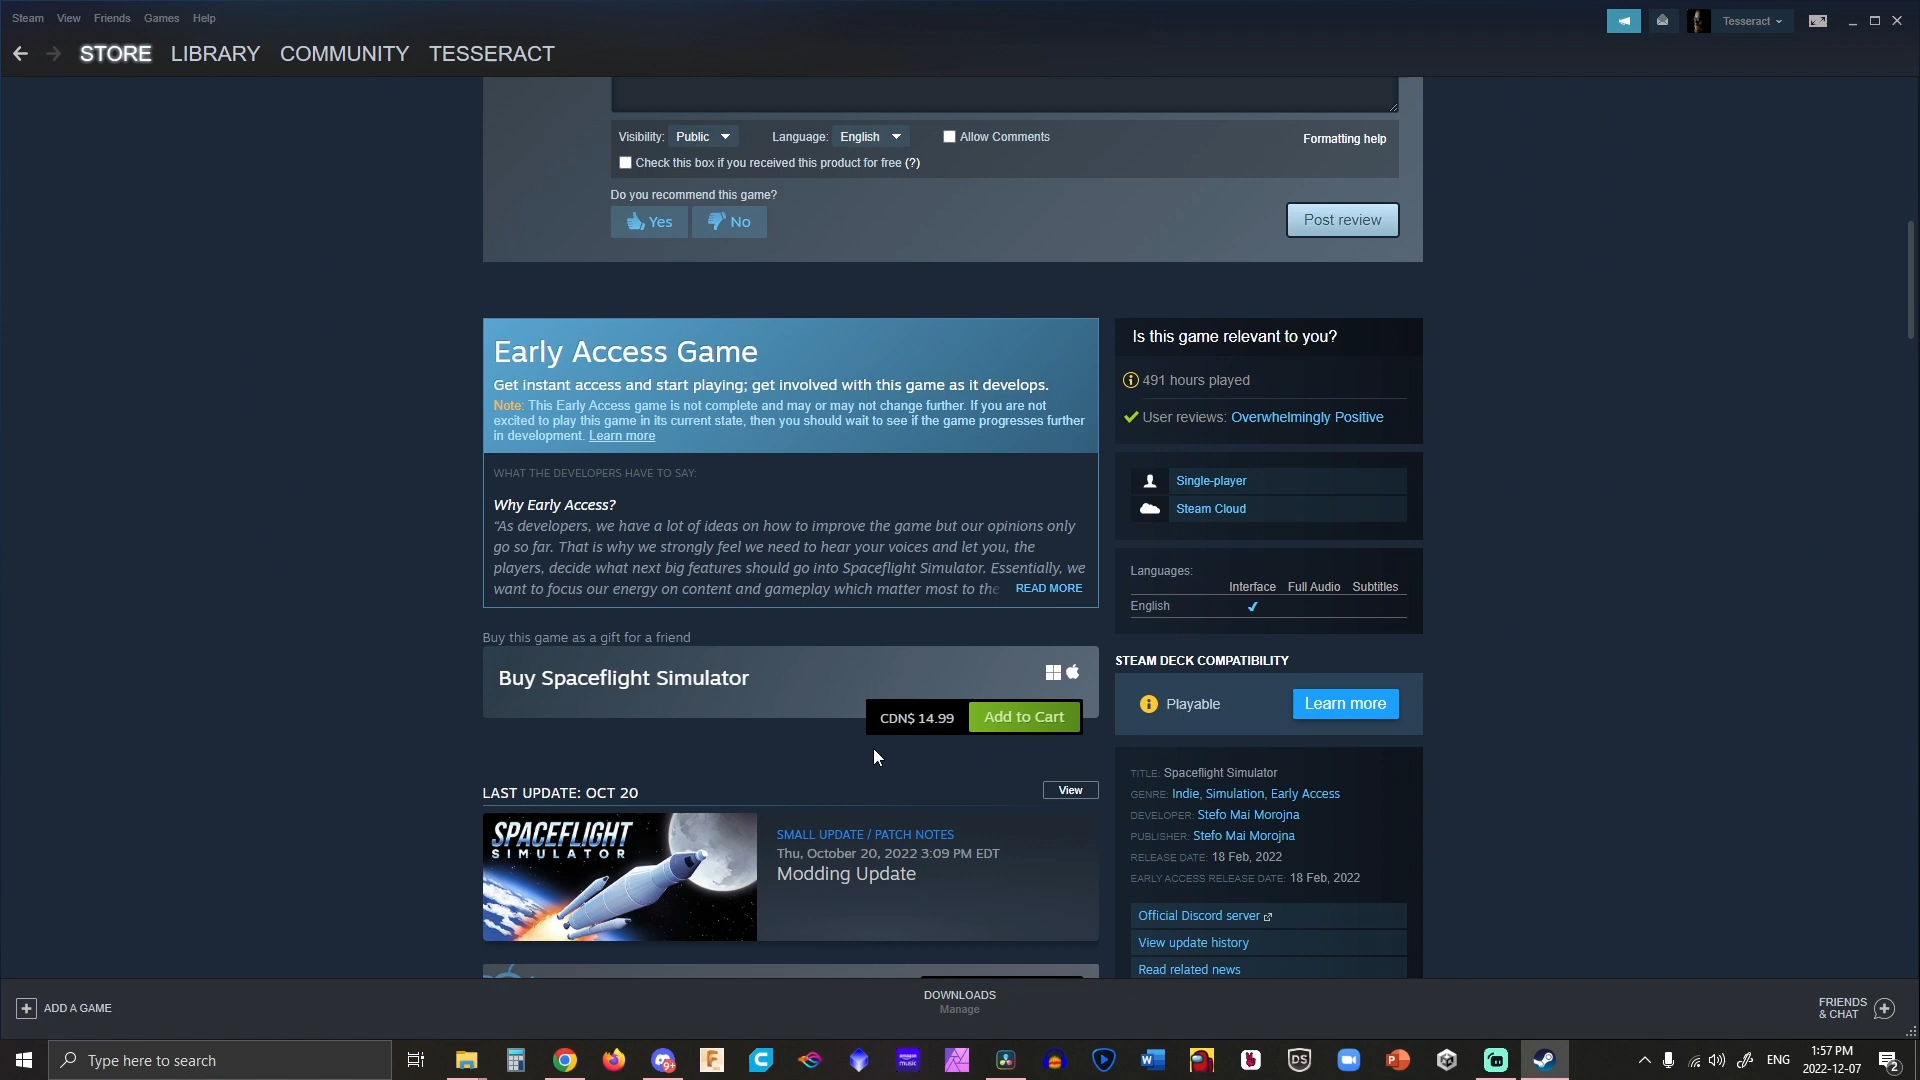 Steam View Friends Games Help
Tesseract
STORE LIBRARY COMMUNITY TESSERACT
Visibility: Public Language: English Allow Comments Formatting help
Check this box if you received this product for free (?)
Do you recommend this game?
Yes No Post review
Early Access Game
Get instant access and start playing; get involved with this game as it develops.
Note: This Early Access game is not complete and may or may not change further. If you are not
excited to play this game in its current state, then you should wait to see if the game progresses further
in development. Learn more
WHAT THE DEVELOPERS HAVE TO SAY:
Why Early Access?
“As developers, we have a lot of ideas on how to improve the game but our opinions only
go so far. That is why we strongly feel we need to hear your voices and let you, the
players, decide what next big features should go into Spaceflight Simulator. Essentially, we
want to focus our energy on content and gameplay which matter most to the READ MORE
Buy this game as a gift for a friend
Buy Spaceflight Simulator
CDN$ 14.99 Add to Cart
LAST UPDATE: OCT 20 View
SPACEFLIGHT
SIMULATOR
SMALL UPDATE / PATCH NOTES
Thu, October 20, 2022 3:09 PM EDT
Modding Update
Is this game relevant to you?
491 hours played
User reviews: Overwhelmingly Positive
Single-player
Steam Cloud
Languages:
Interface Full Audio Subtitles
English
STEAM DECK COMPATIBILITY
Playable Learn more
TITLE: Spaceflight Simulator
GENRE: Indie, Simulation, Early Access
DEVELOPER: Stefo Mai Morojna
PUBLISHER: Stefo Mai Morojna
RELEASE DATE: 18 Feb, 2022
EARLY ACCESS RELEASE DATE: 18 Feb, 2022
Official Discord server
View update history
Read related news
ADD A GAME
DOWNLOADS
Manage
FRIENDS
& CHAT
Type here to search
9+
amazon
music
W
P
DS
ENG
1:57 PM
2022-12-07
2